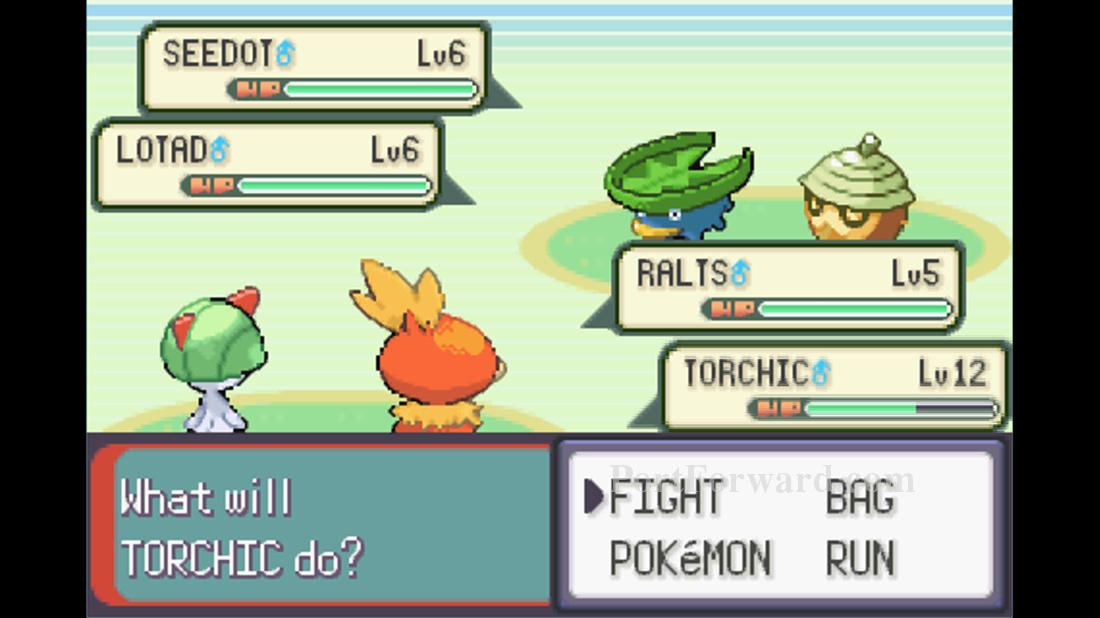 SEEDOT♂ Lv6
HP
LOTAD♂ Lv6
HP
RALTS♂ Lv5
HP
TORCHIC♂ Lv12
HP
What will
TORCHIC do?
PortForward.com
▶FIGHT BAG
POKéMON RUN